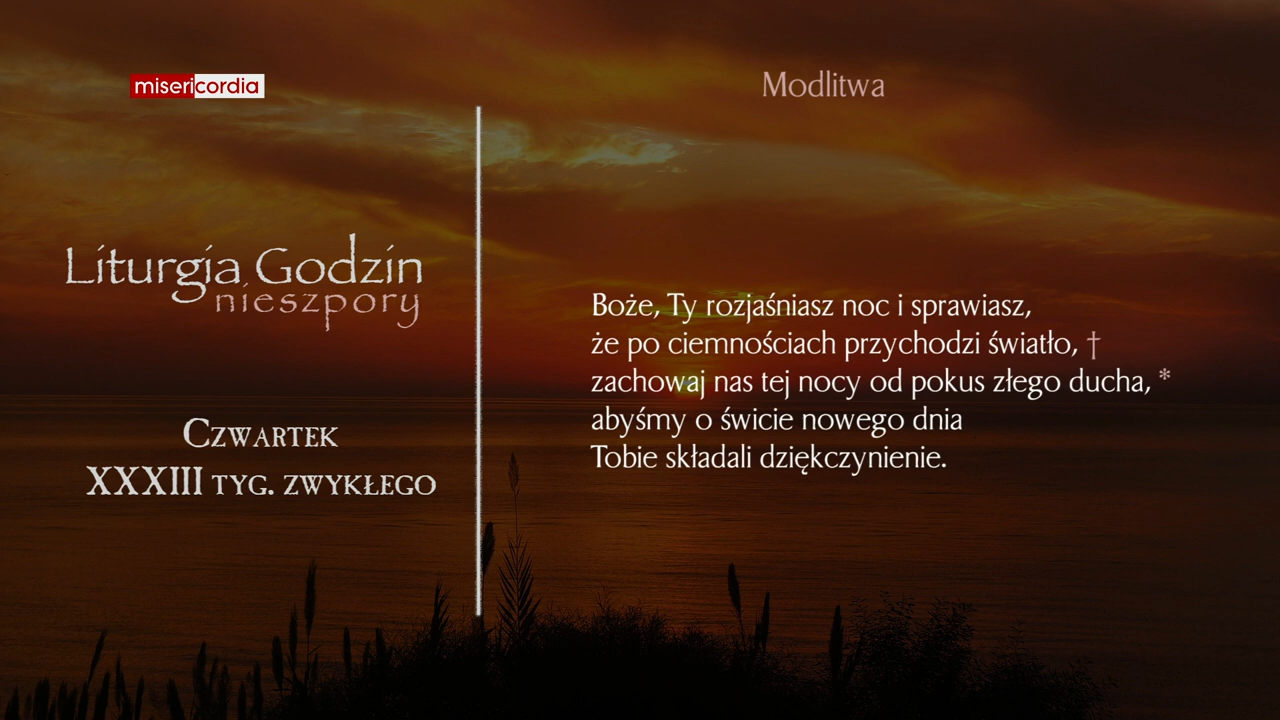 misericordia
Liturgia Godzin
nieszpory
Czwartek
XXXIII tyg. zwykłego
Modlitwa
Boże, Ty rozjaśniasz noc i sprawiasz,
że po ciemnościach przychodzi światło, †
zachowaj nas tej nocy od pokus złego ducha, *
abyśmy o świcie nowego dnia
Tobie składali dziękczynienie.